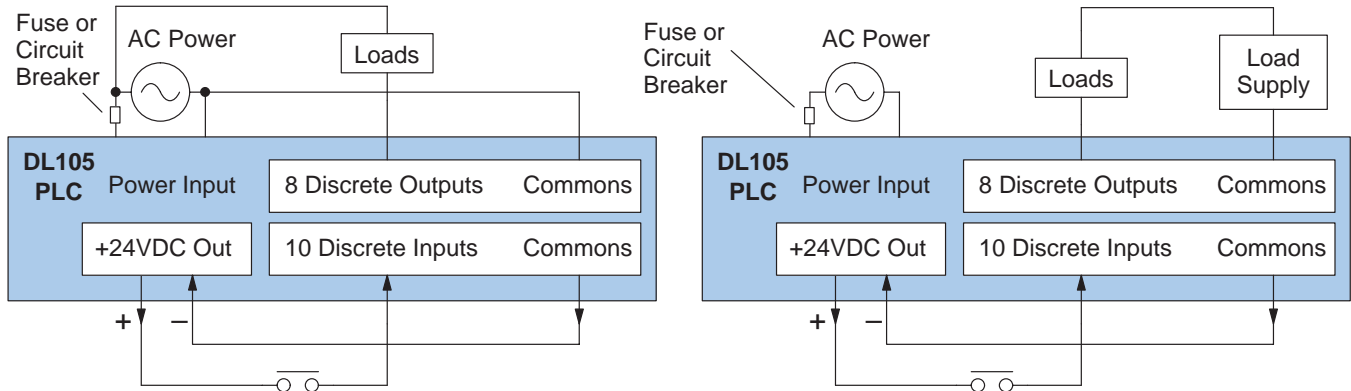 Fuse or
Circuit
Breaker
AC Power
Loads
DL105
PLC
Power Input
8 Discrete Outputs Commons
+24VDC Out
10 Discrete Inputs Commons
+ –
Fuse or
Circuit
Breaker
AC Power
Loads
Load
Supply
DL105
PLC
Power Input
8 Discrete Outputs Commons
+24VDC Out
10 Discrete Inputs Commons
+ –